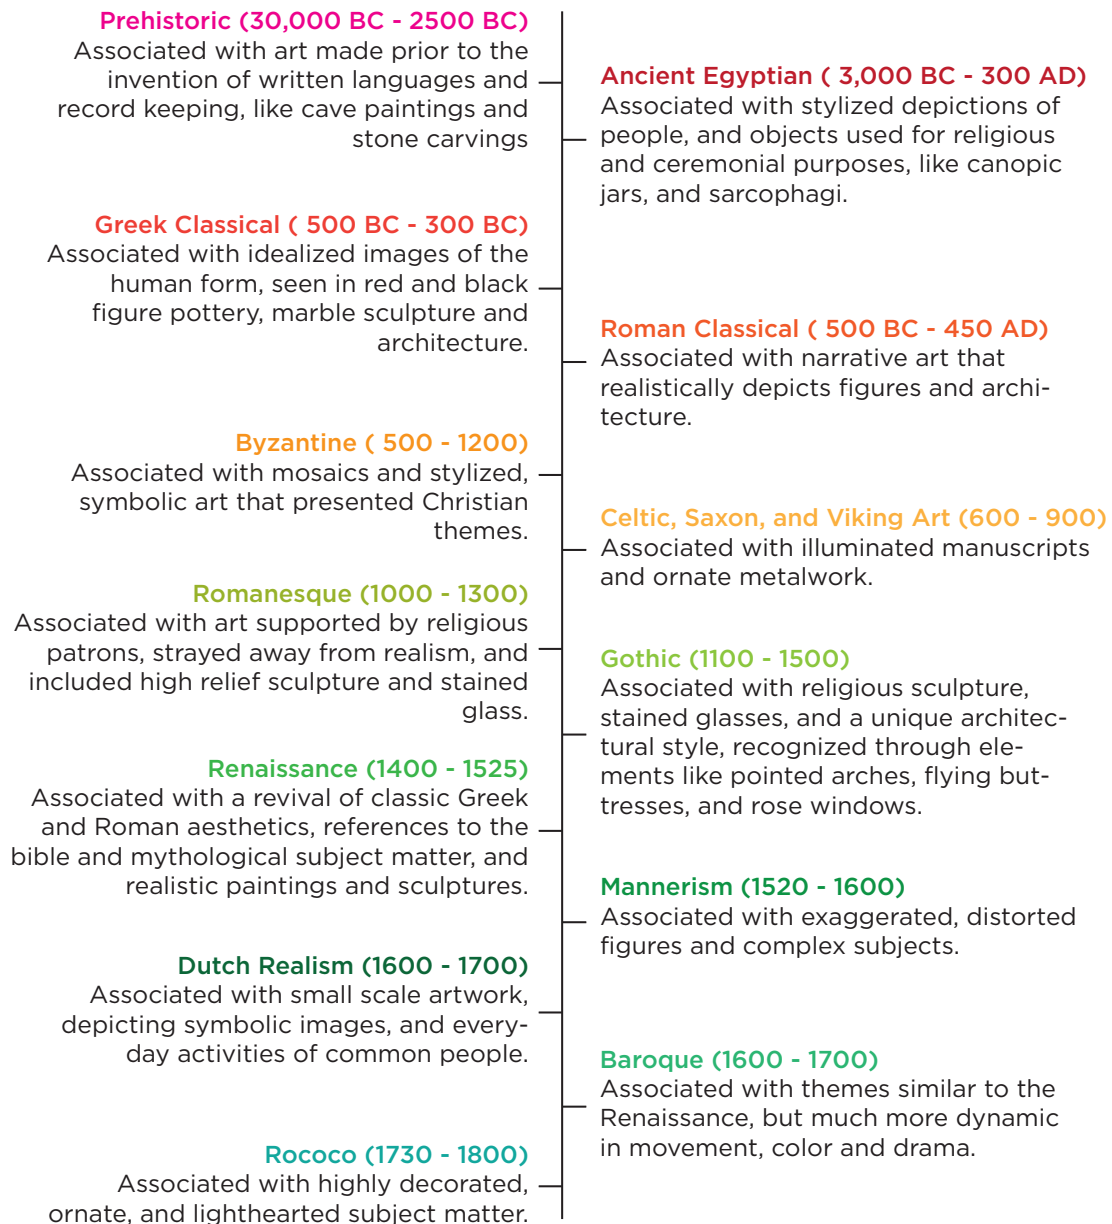 Prehistoric (30,000 BC - 2500 BC)
Associated with art made prior to the
invention of written languages and
record keeping, like cave paintings and
stone carvings
Ancient Egyptian ( 3,000 BC - 300 AD)
Associated with stylized depictions of
people, and objects used for religious
and ceremonial purposes, like canopic
jars, and sarcophagi.
Greek Classical ( 500 BC - 300 BC)
Associated with idealized images of the
human form, seen in red and black
figure pottery, marble sculpture and
architecture.
Roman Classical ( 500 BC - 450 AD)
Associated with narrative art that
realistically depicts figures and archi-
tecture.
Byzantine ( 500 - 1200)
Associated with mosaics and stylized,
symbolic art that presented Christian
themes.
Celtic, Saxon, and Viking Art (600 - 900)
Associated with illuminated manuscripts
and ornate metalwork.
Romanesque (1000 - 1300)
Associated with art supported by religious
patrons, strayed away from realism, and
included high relief sculpture and stained
glass.
Gothic (1100 - 1500)
Associated with religious sculpture,
stained glasses, and a unique architec-
tural style, recognized through ele-
ments like pointed arches, flying but-
tresses, and rose windows.
Renaissance (1400 - 1525)
Associated with a revival of classic Greek
and Roman aesthetics, references to the
bible and mythological subject matter, and
realistic paintings and sculptures.
Mannerism (1520 - 1600)
Associated with exaggerated, distorted
figures and complex subjects.
Dutch Realism (1600 - 1700)
Associated with small scale artwork,
depicting symbolic images, and every-
day activities of common people.
Baroque (1600 - 1700)
Associated with themes similar to the
Renaissance, but much more dynamic
in movement, color and drama.
Rococo (1730 - 1800)
Associated with highly decorated,
ornate, and lighthearted subject matter.